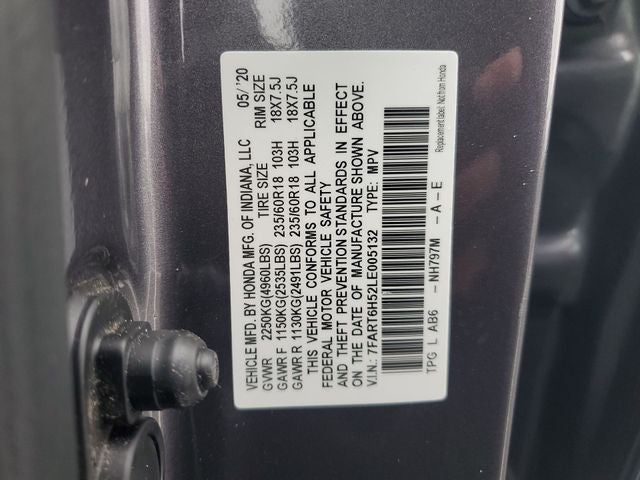 VEHICLE MFD. BY HONDA MFG. OF INDIANA, LLC 05/'20
GVWR 2250KG(4960LBS) TIRE SIZE RIM SIZE
GAWR F 1150KG(2535LBS) 235/60R18 103H 18X7.5J
GAWR R 1130KG(2491LBS) 235/60R18 103H 18X7.5J
THIS VEHICLE CONFORMS TO ALL APPLICABLE
FEDERAL MOTOR VEHICLE SAFETY
AND THEFT PREVENTION STANDARDS IN EFFECT
ON THE DATE OF MANUFACTURE SHOWN ABOVE.
V.I.N.: 7FART6H52LE005132 TYPE: MPV
TPG L AB6 -NH797M -A-E
Replacement label: Not from Honda